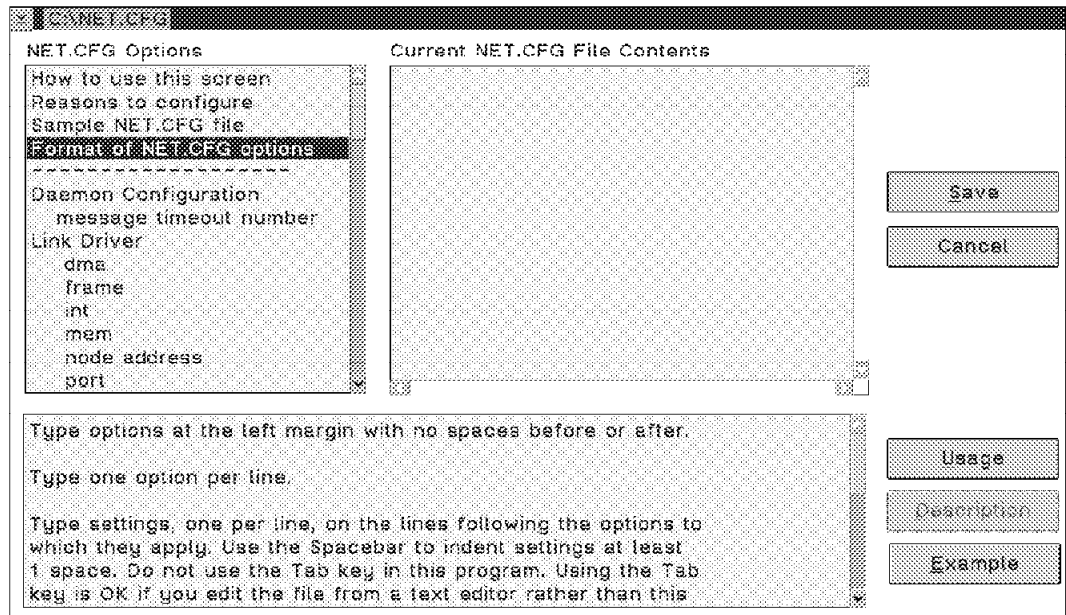 C:\NET.CFG
NET.CFG Options
How to use this screen
Reasons to configure
Sample NET.CFG file
Format of NET.CFG options
--------------------
Daemon Configuration
message timeout number
Link Driver
dma
frame
int
mem
node address
port
Current NET.CFG File Contents
Save
Cancel
Type options at the left margin with no spaces before or after.
Type one option per line.
Type settings, one per line, on the lines following the options to
which they apply. Use the Spacebar to indent settings at least
1 space. Do not use the Tab key in this program. Using the Tab
key is OK if you edit the file from a text editor rather than this
Usage
Description
Example